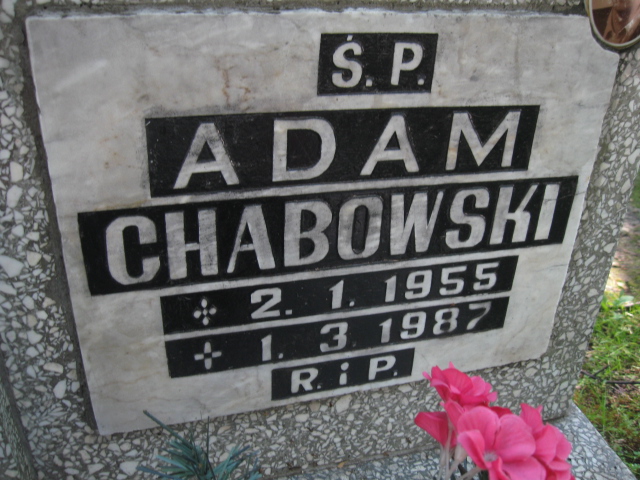 Ś. P.
ADAM
CHABOWSKI
2. 1. 1955
1. 3. 1987
R. i P.